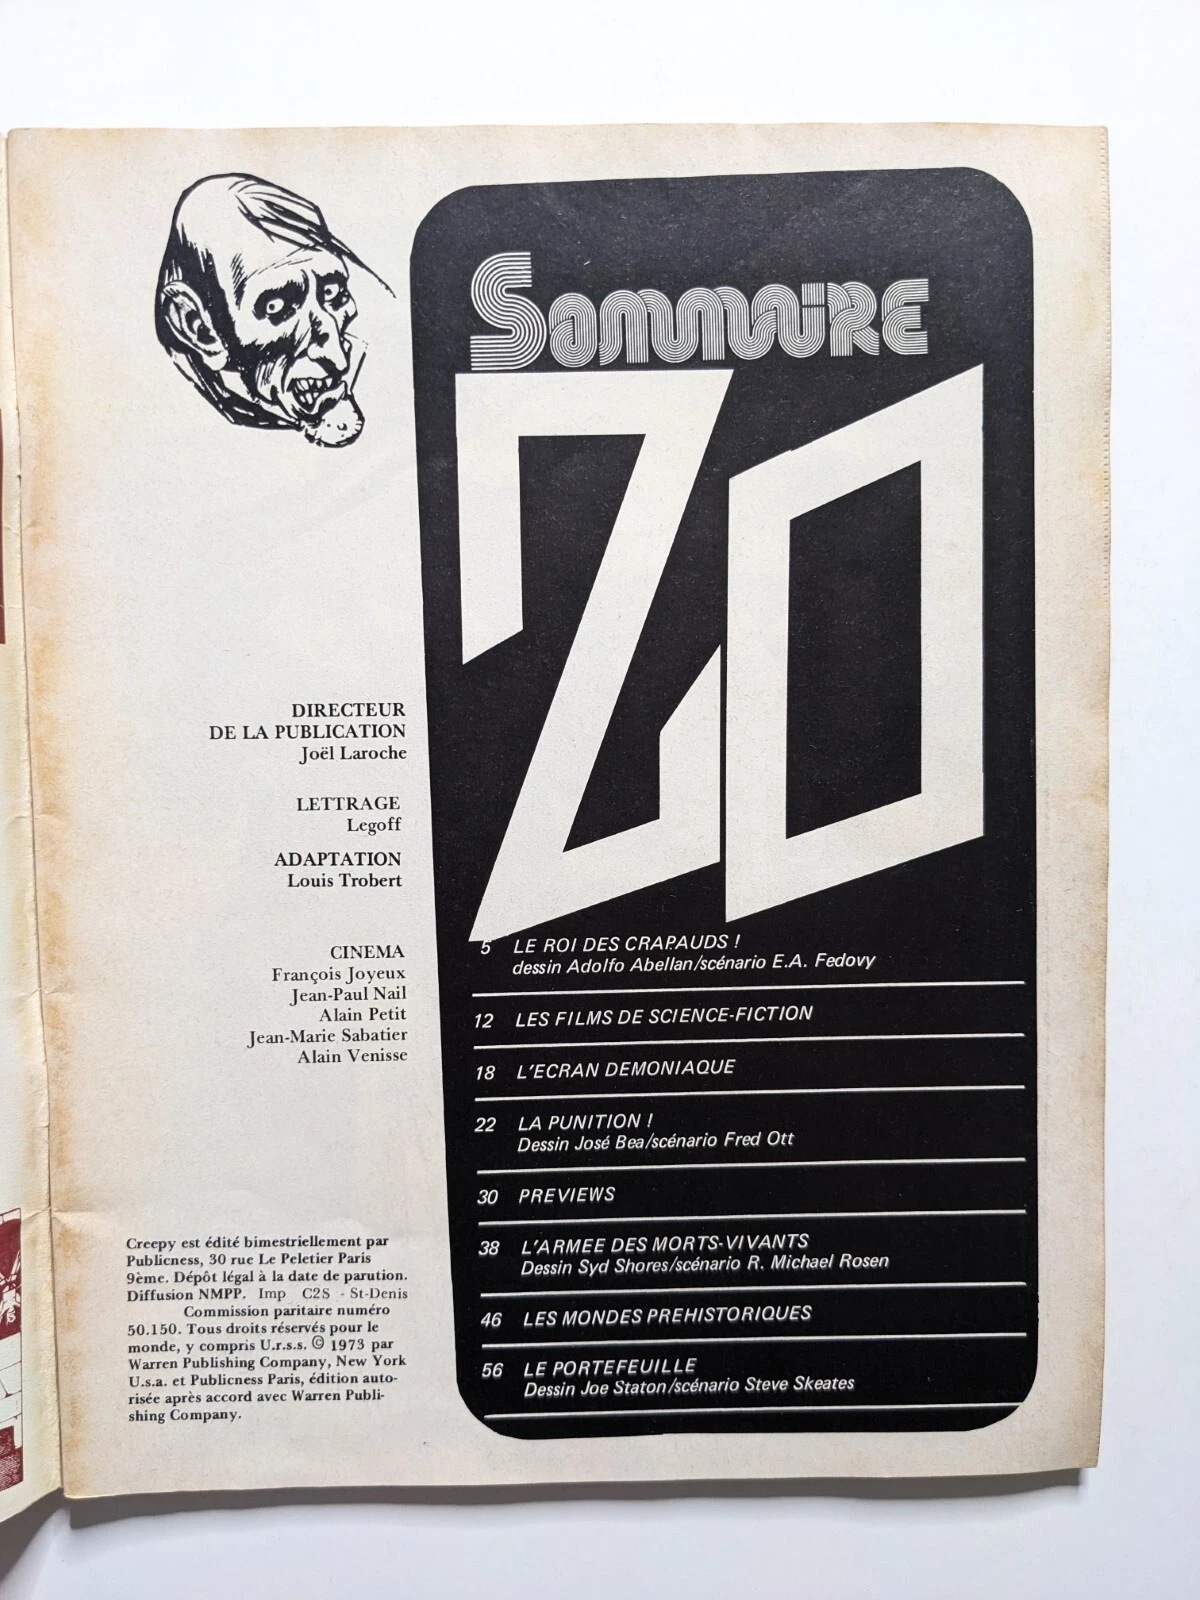 DIRECTEUR
DE LA PUBLICATION
Joël Laroche
LETTRAGE
Legoff
ADAPTATION
Louis Trobert
CINEMA
François Joyeux
Jean-Paul Nail
Alain Petit
Jean-Marie Sabatier
Alain Venisse
Creepy est édité bimestriellement par
Publicness, 30 rue Le Peletier Paris
9ème. Dépôt légal à la date de parution.
Diffusion NMPP. Imp C2S - St-Denis
Commission paritaire numéro
50.150. Tous droits réservés pour le
monde, y compris U.r.s.s. © 1973 par
Warren Publishing Company, New York
U.s.a. et Publicness Paris, édition auto-
risée après accord avec Warren Publi-
shing Company.
SOMMAIRE
20
5 LE ROI DES CRAPAUDS !
dessin Adolfo Abellan/scénario E.A. Fedovy
12 LES FILMS DE SCIENCE-FICTION
18 L'ECRAN DEMONIAQUE
22 LA PUNITION !
Dessin José Bea/scénario Fred Ott
30 PREVIEWS
38 L'ARMEE DES MORTS-VIVANTS
Dessin Syd Shores/scénario R. Michael Rosen
46 LES MONDES PREHISTORIQUES
56 LE PORTEFEUILLE
Dessin Joe Staton/scénario Steve Skeates